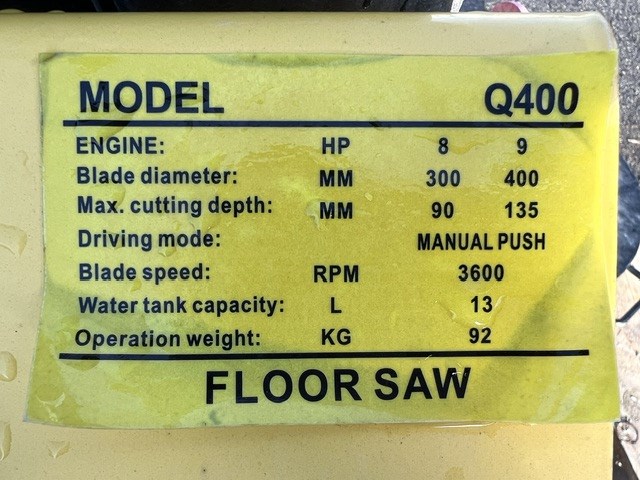 MODEL Q400
ENGINE: HP 8 9
Blade diameter: MM 300 400
Max. cutting depth: MM 90 135
Driving mode: MANUAL PUSH
Blade speed: RPM 3600
Water tank capacity: L 13
Operation weight: KG 92
FLOOR SAW